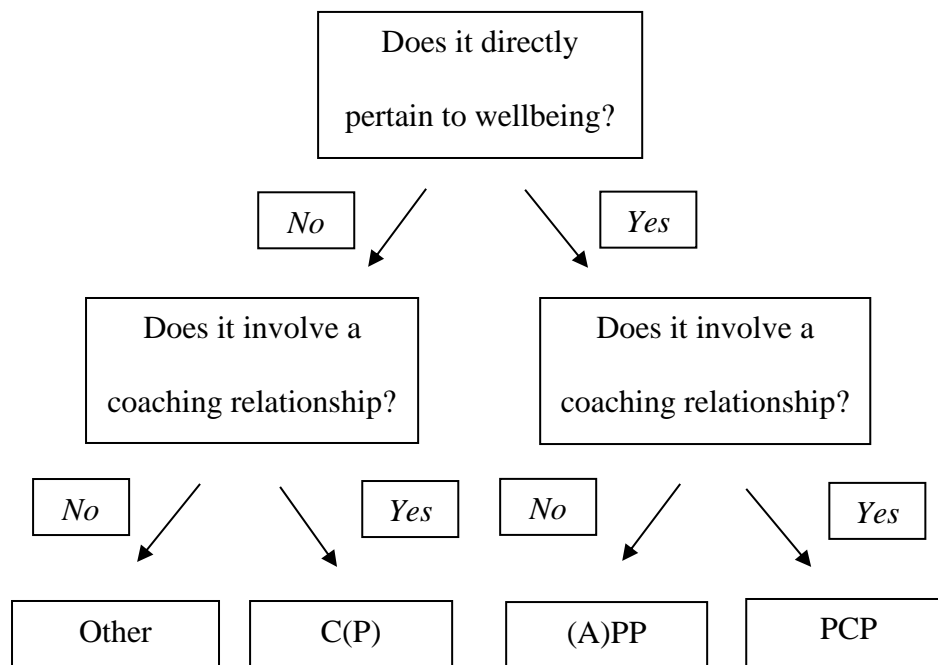 Does it directly
pertain to wellbeing?
No
Yes
Does it involve a
coaching relationship?
Does it involve a
coaching relationship?
No
Yes
No
Yes
Other
C(P)
(A)PP
PCP